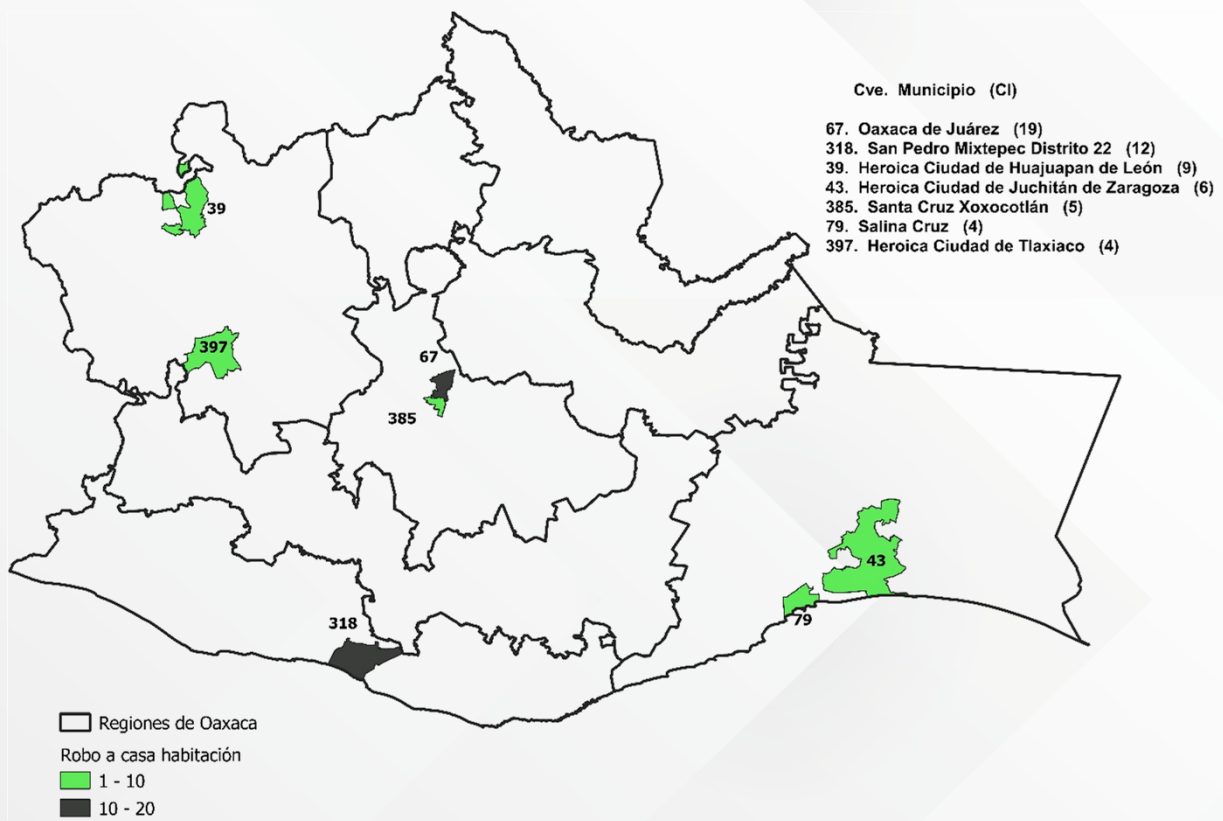 Cve. Municipio (CI)
67. Oaxaca de Juárez (19)
318. San Pedro Mixtepec Distrito 22 (12)
39. Heroica Ciudad de Huajuapan de León (9)
43. Heroica Ciudad de Juchitán de Zaragoza (6)
385. Santa Cruz Xoxocotlán (5)
79. Salina Cruz (4)
397. Heroica Ciudad de Tlaxiaco (4)
39
397
67
385
43
79
318
Regiones de Oaxaca
Robo a casa habitación
1 - 10
10 - 20